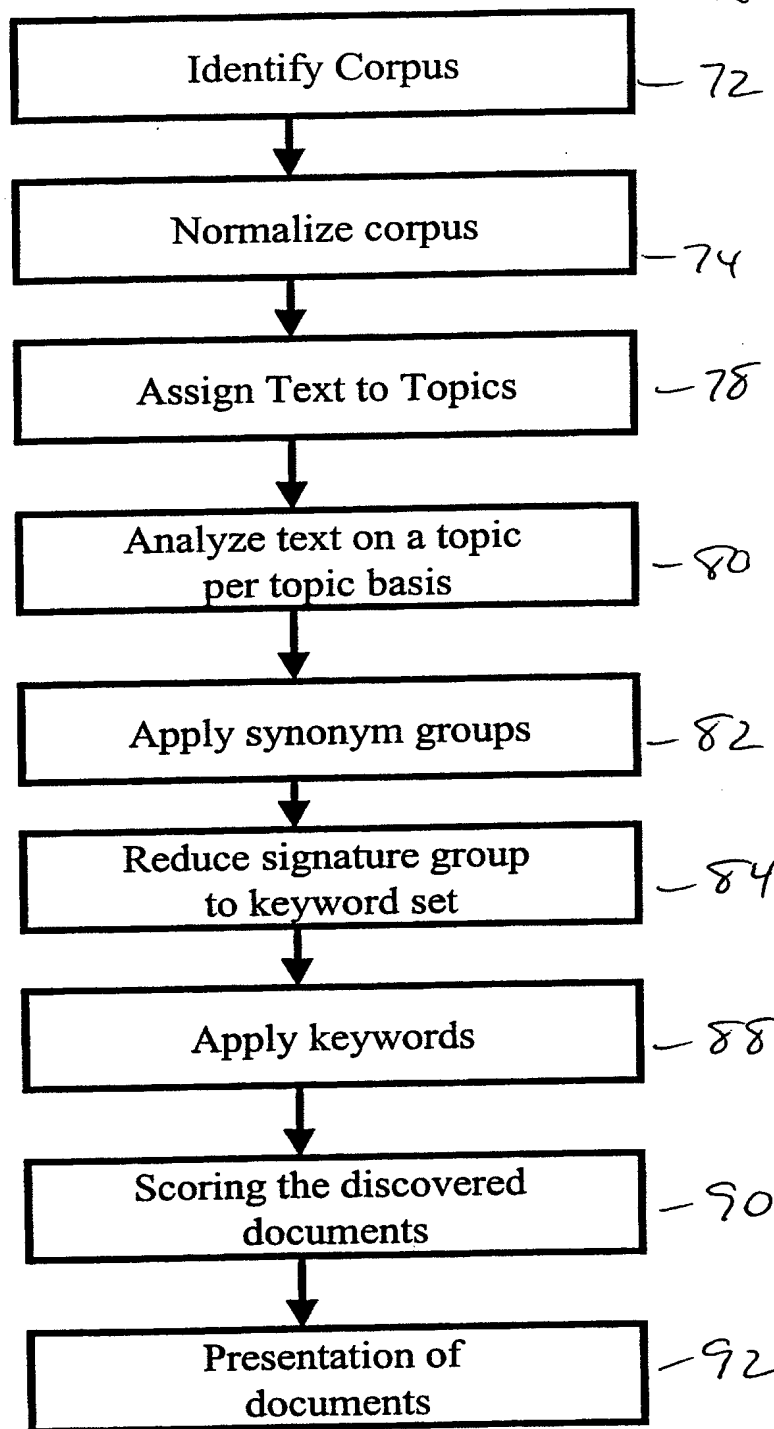 Identify Corpus
— 72
Normalize corpus
— 74
Assign Text to Topics
— 78
Analyze text on a topic
per topic basis
— 80
Apply synonym groups
— 82
Reduce signature group
to keyword set
— 84
Apply keywords
— 88
Scoring the discovered
documents
— 90
Presentation of
documents
— 92